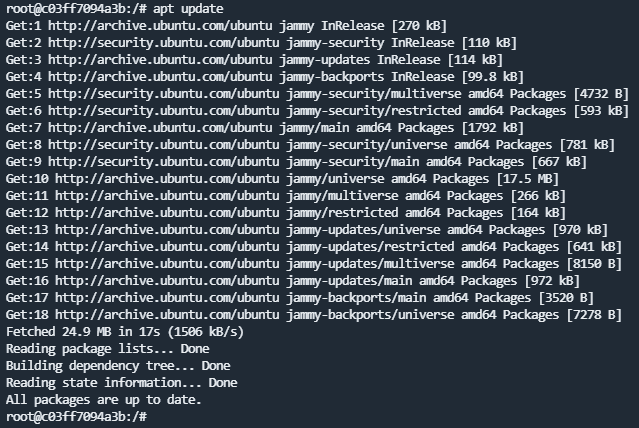 root@c03ff7094a3b:/# apt update
Get:1 http://archive.ubuntu.com/ubuntu jammy InRelease [270 kB]
Get:2 http://security.ubuntu.com/ubuntu jammy-security InRelease [110 kB]
Get:3 http://archive.ubuntu.com/ubuntu jammy-updates InRelease [114 kB]
Get:4 http://archive.ubuntu.com/ubuntu jammy-backports InRelease [99.8 kB]
Get:5 http://security.ubuntu.com/ubuntu jammy-security/multiverse amd64 Packages [4732 B]
Get:6 http://security.ubuntu.com/ubuntu jammy-security/restricted amd64 Packages [593 kB]
Get:7 http://archive.ubuntu.com/ubuntu jammy/main amd64 Packages [1792 kB]
Get:8 http://security.ubuntu.com/ubuntu jammy-security/universe amd64 Packages [781 kB]
Get:9 http://security.ubuntu.com/ubuntu jammy-security/main amd64 Packages [667 kB]
Get:10 http://archive.ubuntu.com/ubuntu jammy/universe amd64 Packages [17.5 MB]
Get:11 http://archive.ubuntu.com/ubuntu jammy/multiverse amd64 Packages [266 kB]
Get:12 http://archive.ubuntu.com/ubuntu jammy/restricted amd64 Packages [164 kB]
Get:13 http://archive.ubuntu.com/ubuntu jammy-updates/universe amd64 Packages [970 kB]
Get:14 http://archive.ubuntu.com/ubuntu jammy-updates/restricted amd64 Packages [641 kB]
Get:15 http://archive.ubuntu.com/ubuntu jammy-updates/multiverse amd64 Packages [8150 B]
Get:16 http://archive.ubuntu.com/ubuntu jammy-updates/main amd64 Packages [972 kB]
Get:17 http://archive.ubuntu.com/ubuntu jammy-backports/main amd64 Packages [3520 B]
Get:18 http://archive.ubuntu.com/ubuntu jammy-backports/universe amd64 Packages [7278 B]
Fetched 24.9 MB in 17s (1506 kB/s)
Reading package lists... Done
Building dependency tree... Done
Reading state information... Done
All packages are up to date.
root@c03ff7094a3b:/#